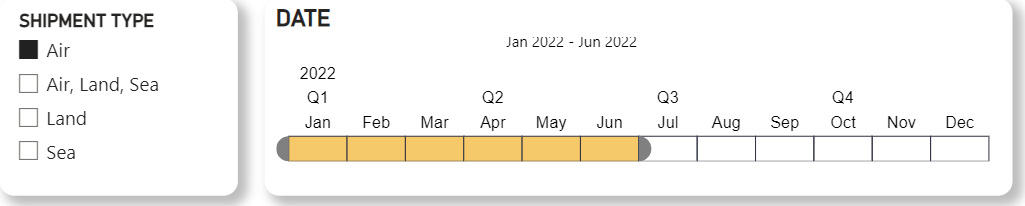 SHIPMENT TYPE
Air
Air, Land, Sea
Land
Sea
DATE
Jan 2022 - Jun 2022
2022
Q1 Q2 Q3 Q4
Jan Feb Mar Apr May Jun Jul Aug Sep Oct Nov Dec